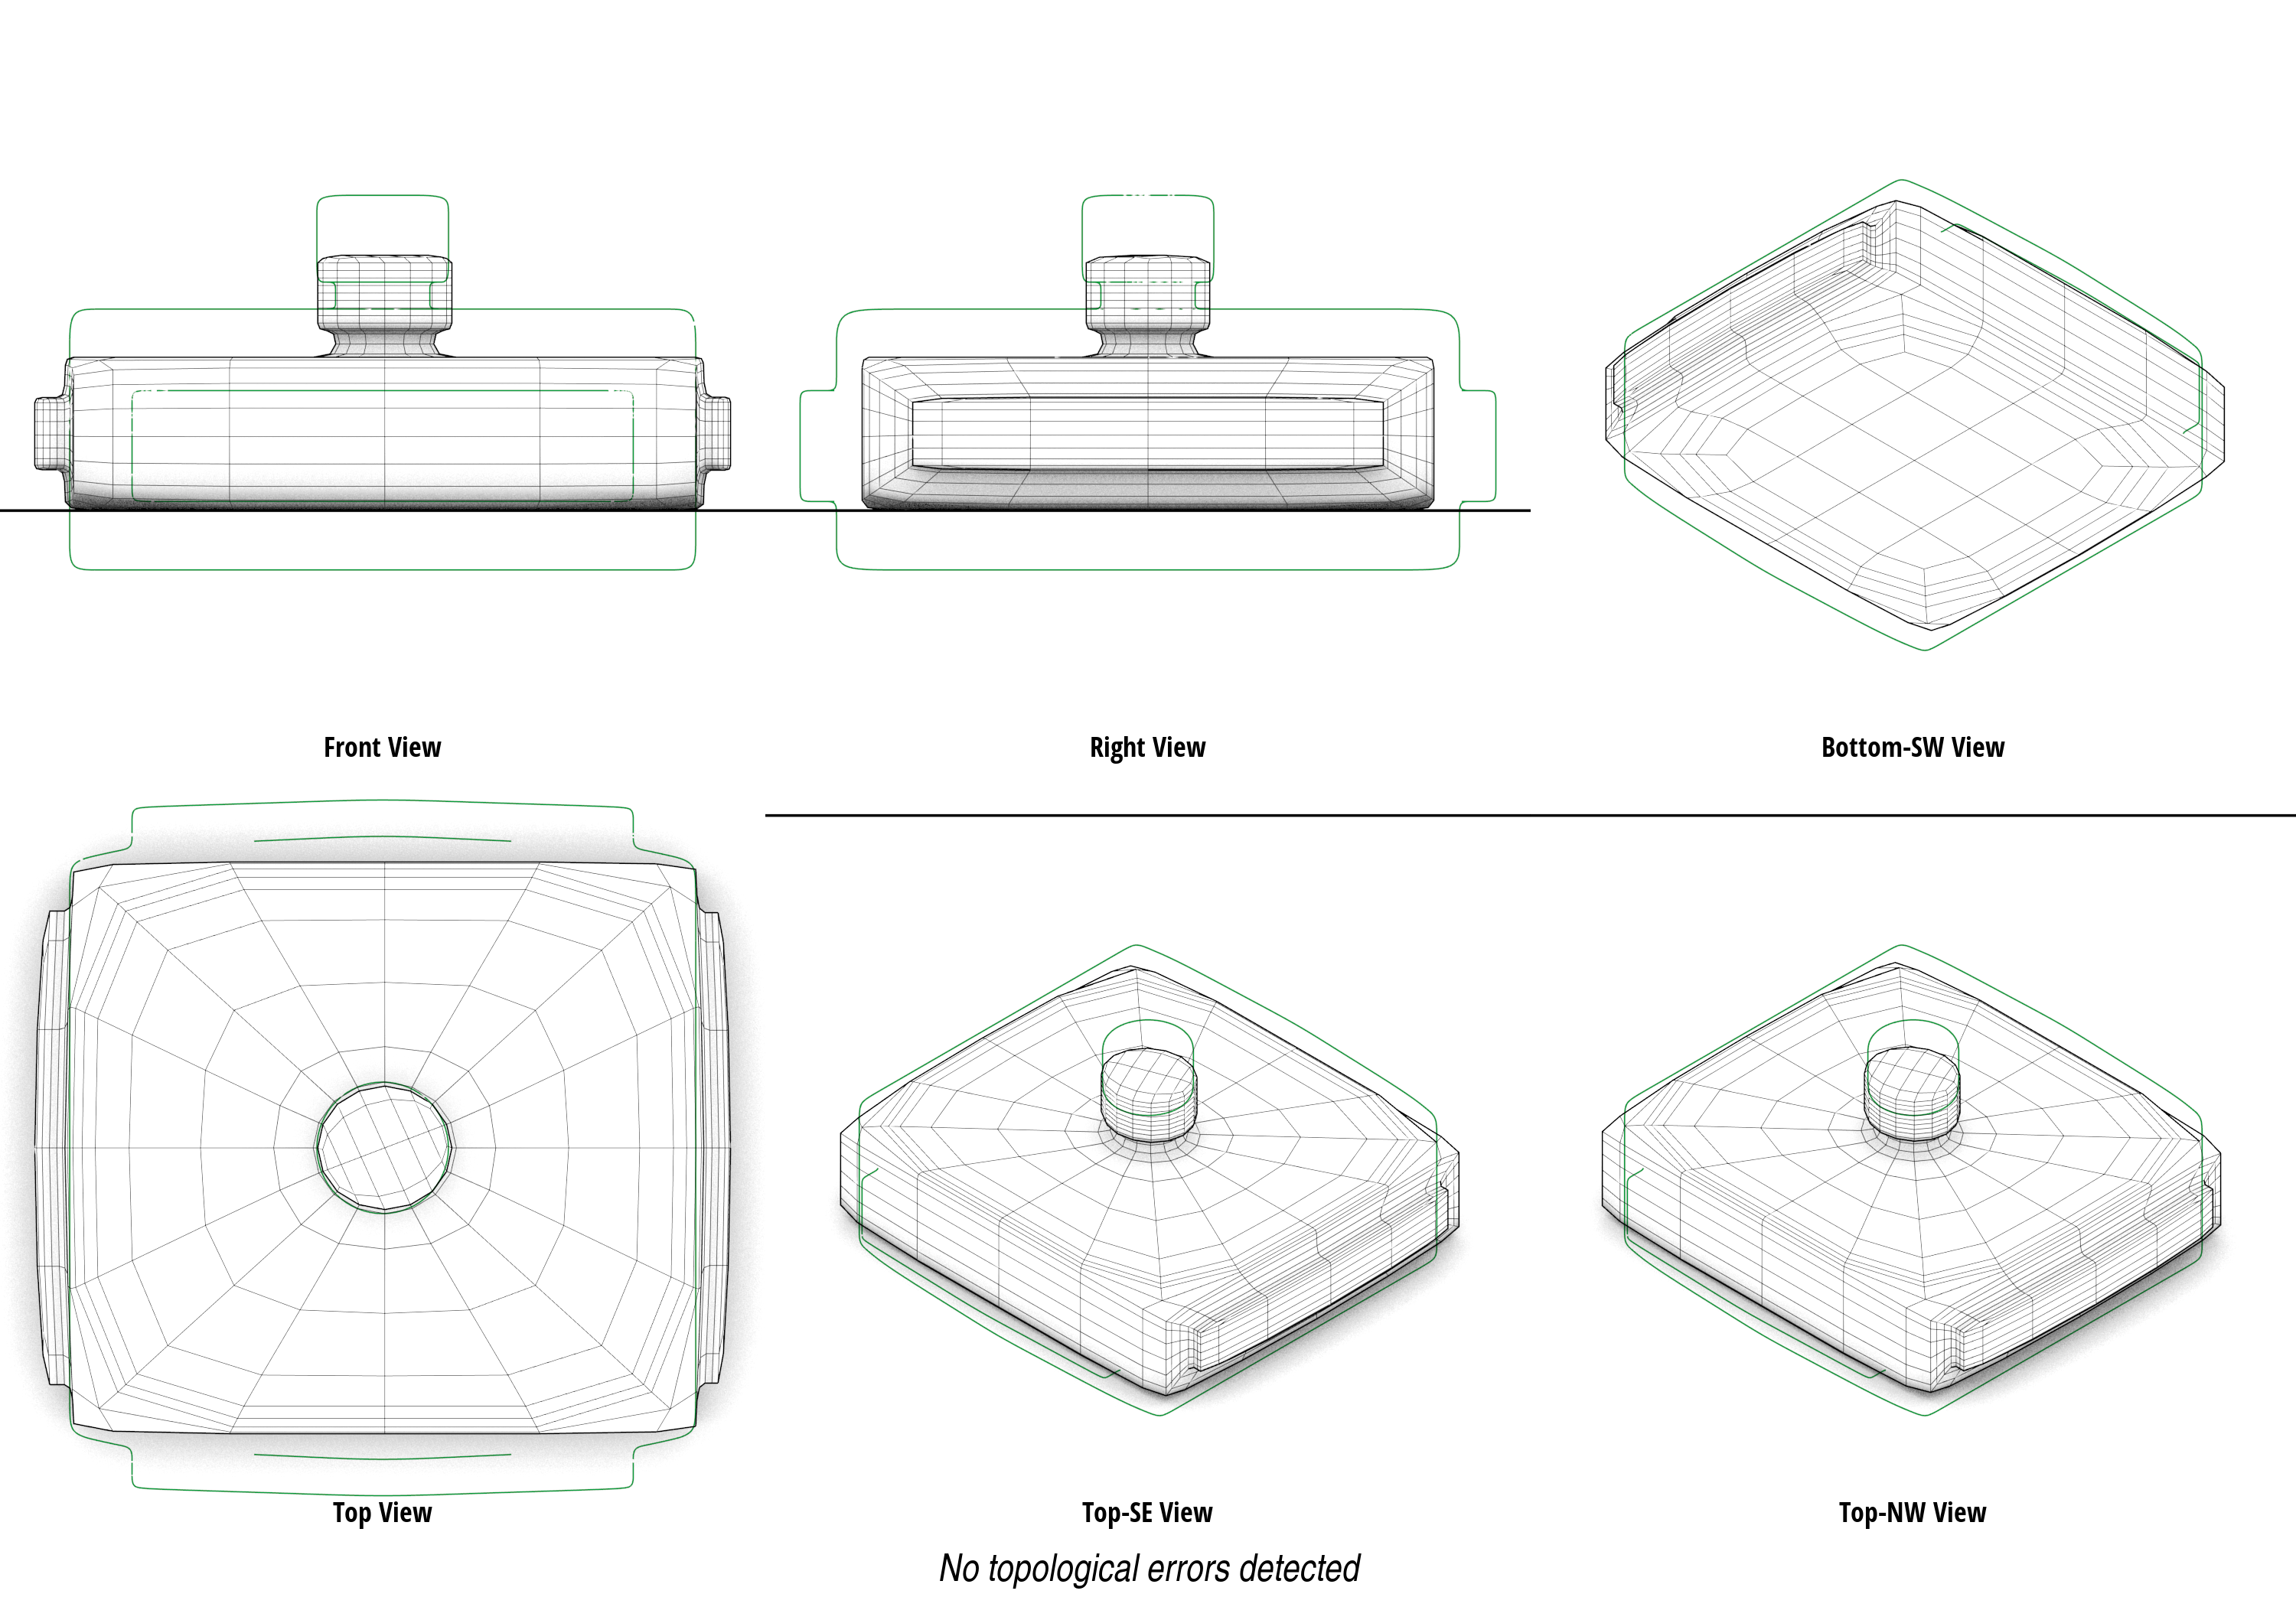 Front View
Right View
Bottom-SW View
Top View
Top-SE View
Top-NW View
No topological errors detected